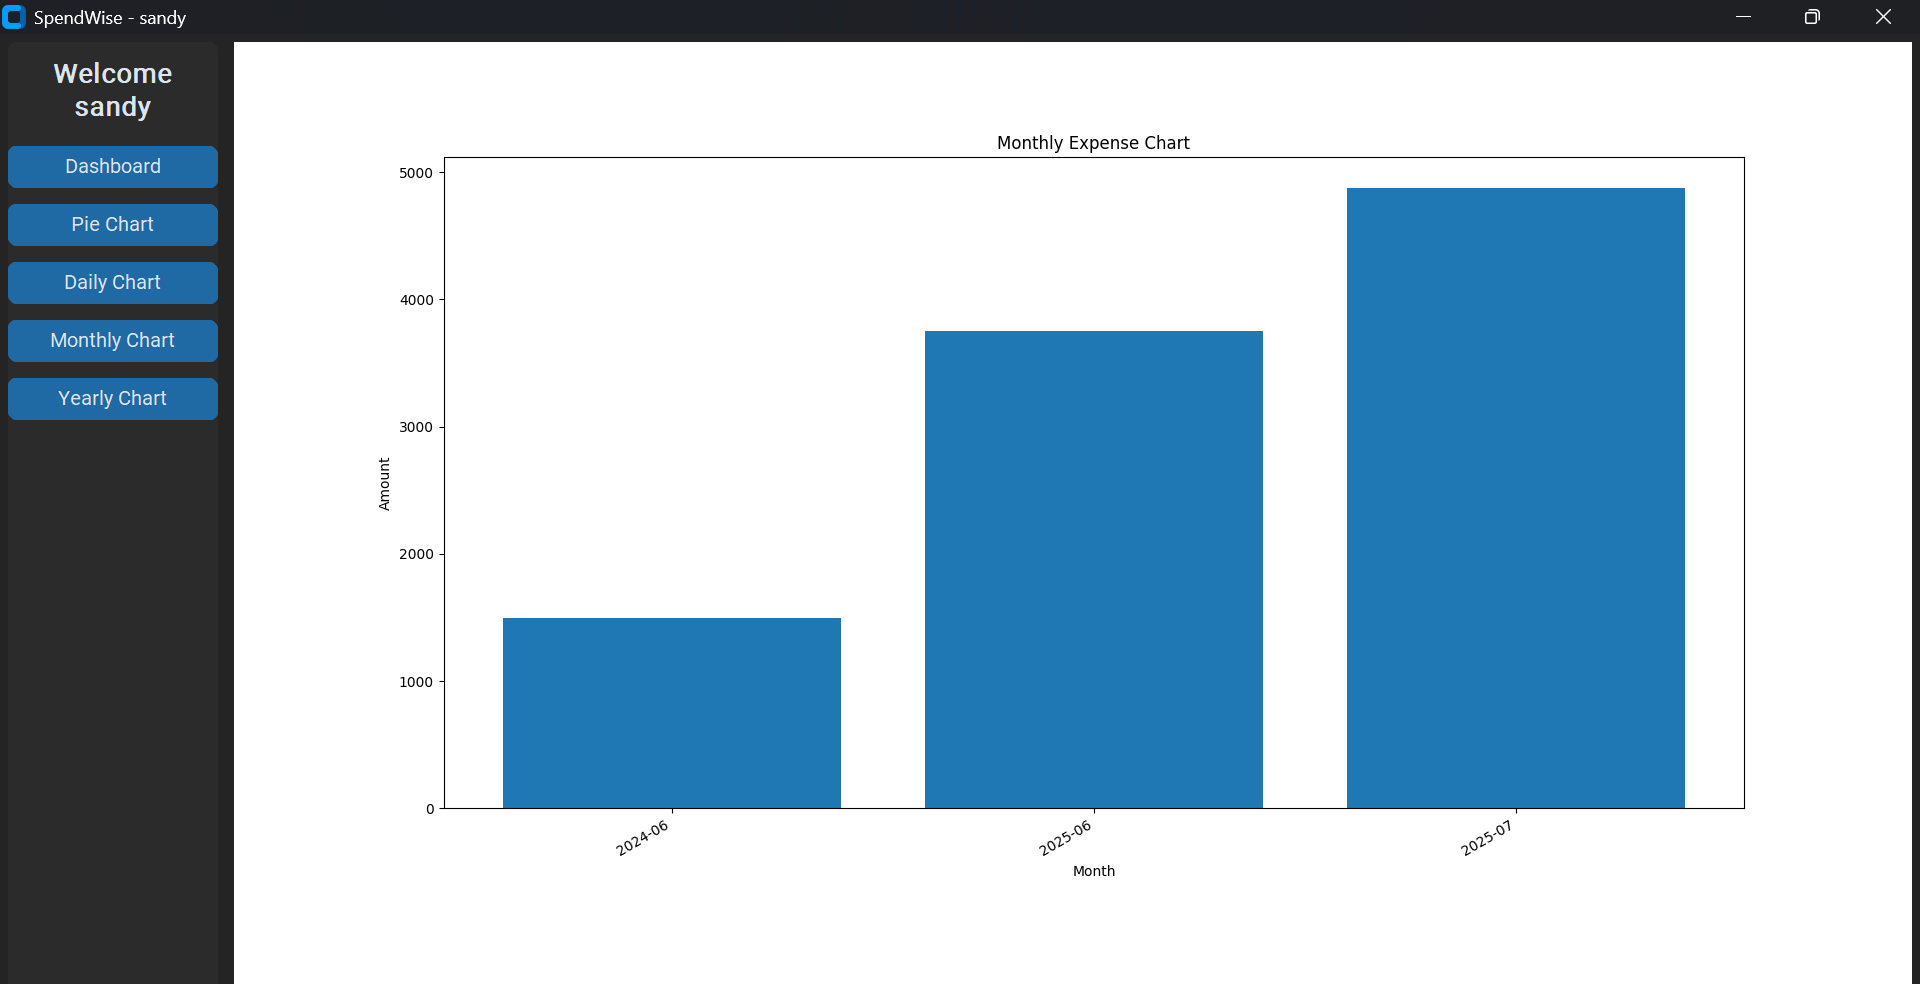 SpendWise - sandy
Welcome
sandy
Dashboard
Pie Chart
Daily Chart
Monthly Chart
Yearly Chart
Monthly Expense Chart
5000
4000
3000
2000
1000
0
Amount
2024-06
2025-06
2025-07
Month